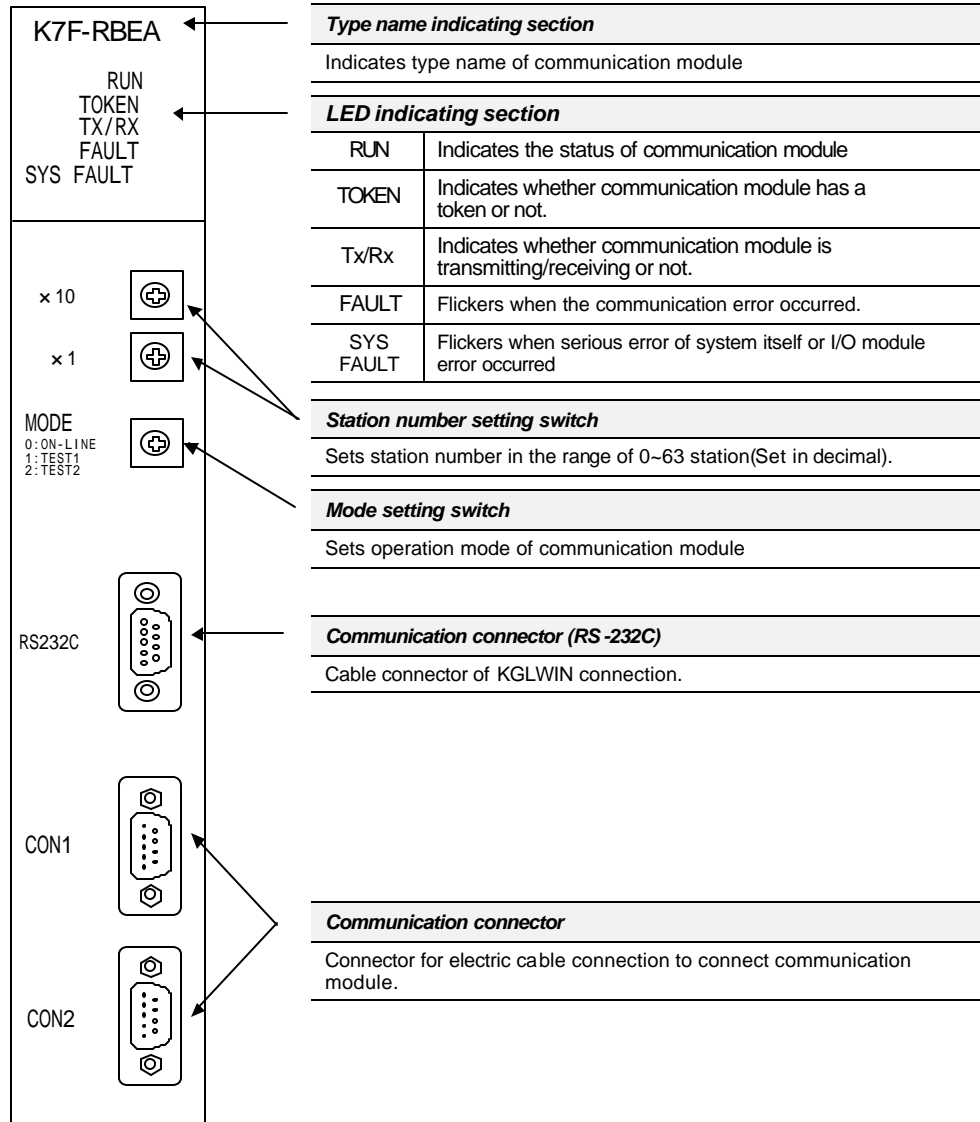 K7F-RBEA
RUN
TOKEN
TX/RX
FAULT
SYS FAULT
× 10
× 1
MODE
0:ON-LINE
1:TEST1
2:TEST2
RS232C
CON1
CON2
Type name indicating section
Indicates type name of communication module
LED indicating section
RUN Indicates the status of communication module
TOKEN Indicates whether communication module has a
token or not.
Tx/Rx Indicates whether communication module is
transmitting/receiving or not.
FAULT Flickers when the communication error occurred.
SYS
FAULT Flickers when serious error of system itself or I/O module
error occurred
Station number setting switch
Sets station number in the range of 0~63 station(Set in decimal).
Mode setting switch
Sets operation mode of communication module
Communication connector (RS -232C)
Cable connector of KGLWIN connection.
Communication connector
Connector for electric cable connection to connect communication
module.